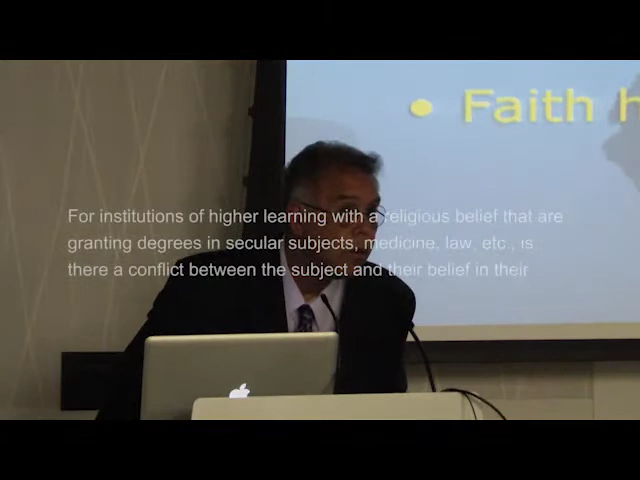 Faith h
For institutions of higher learning with a religious belief that are
granting degrees in secular subjects, medicine, law, etc., is
there a conflict between the subject and their belief in their